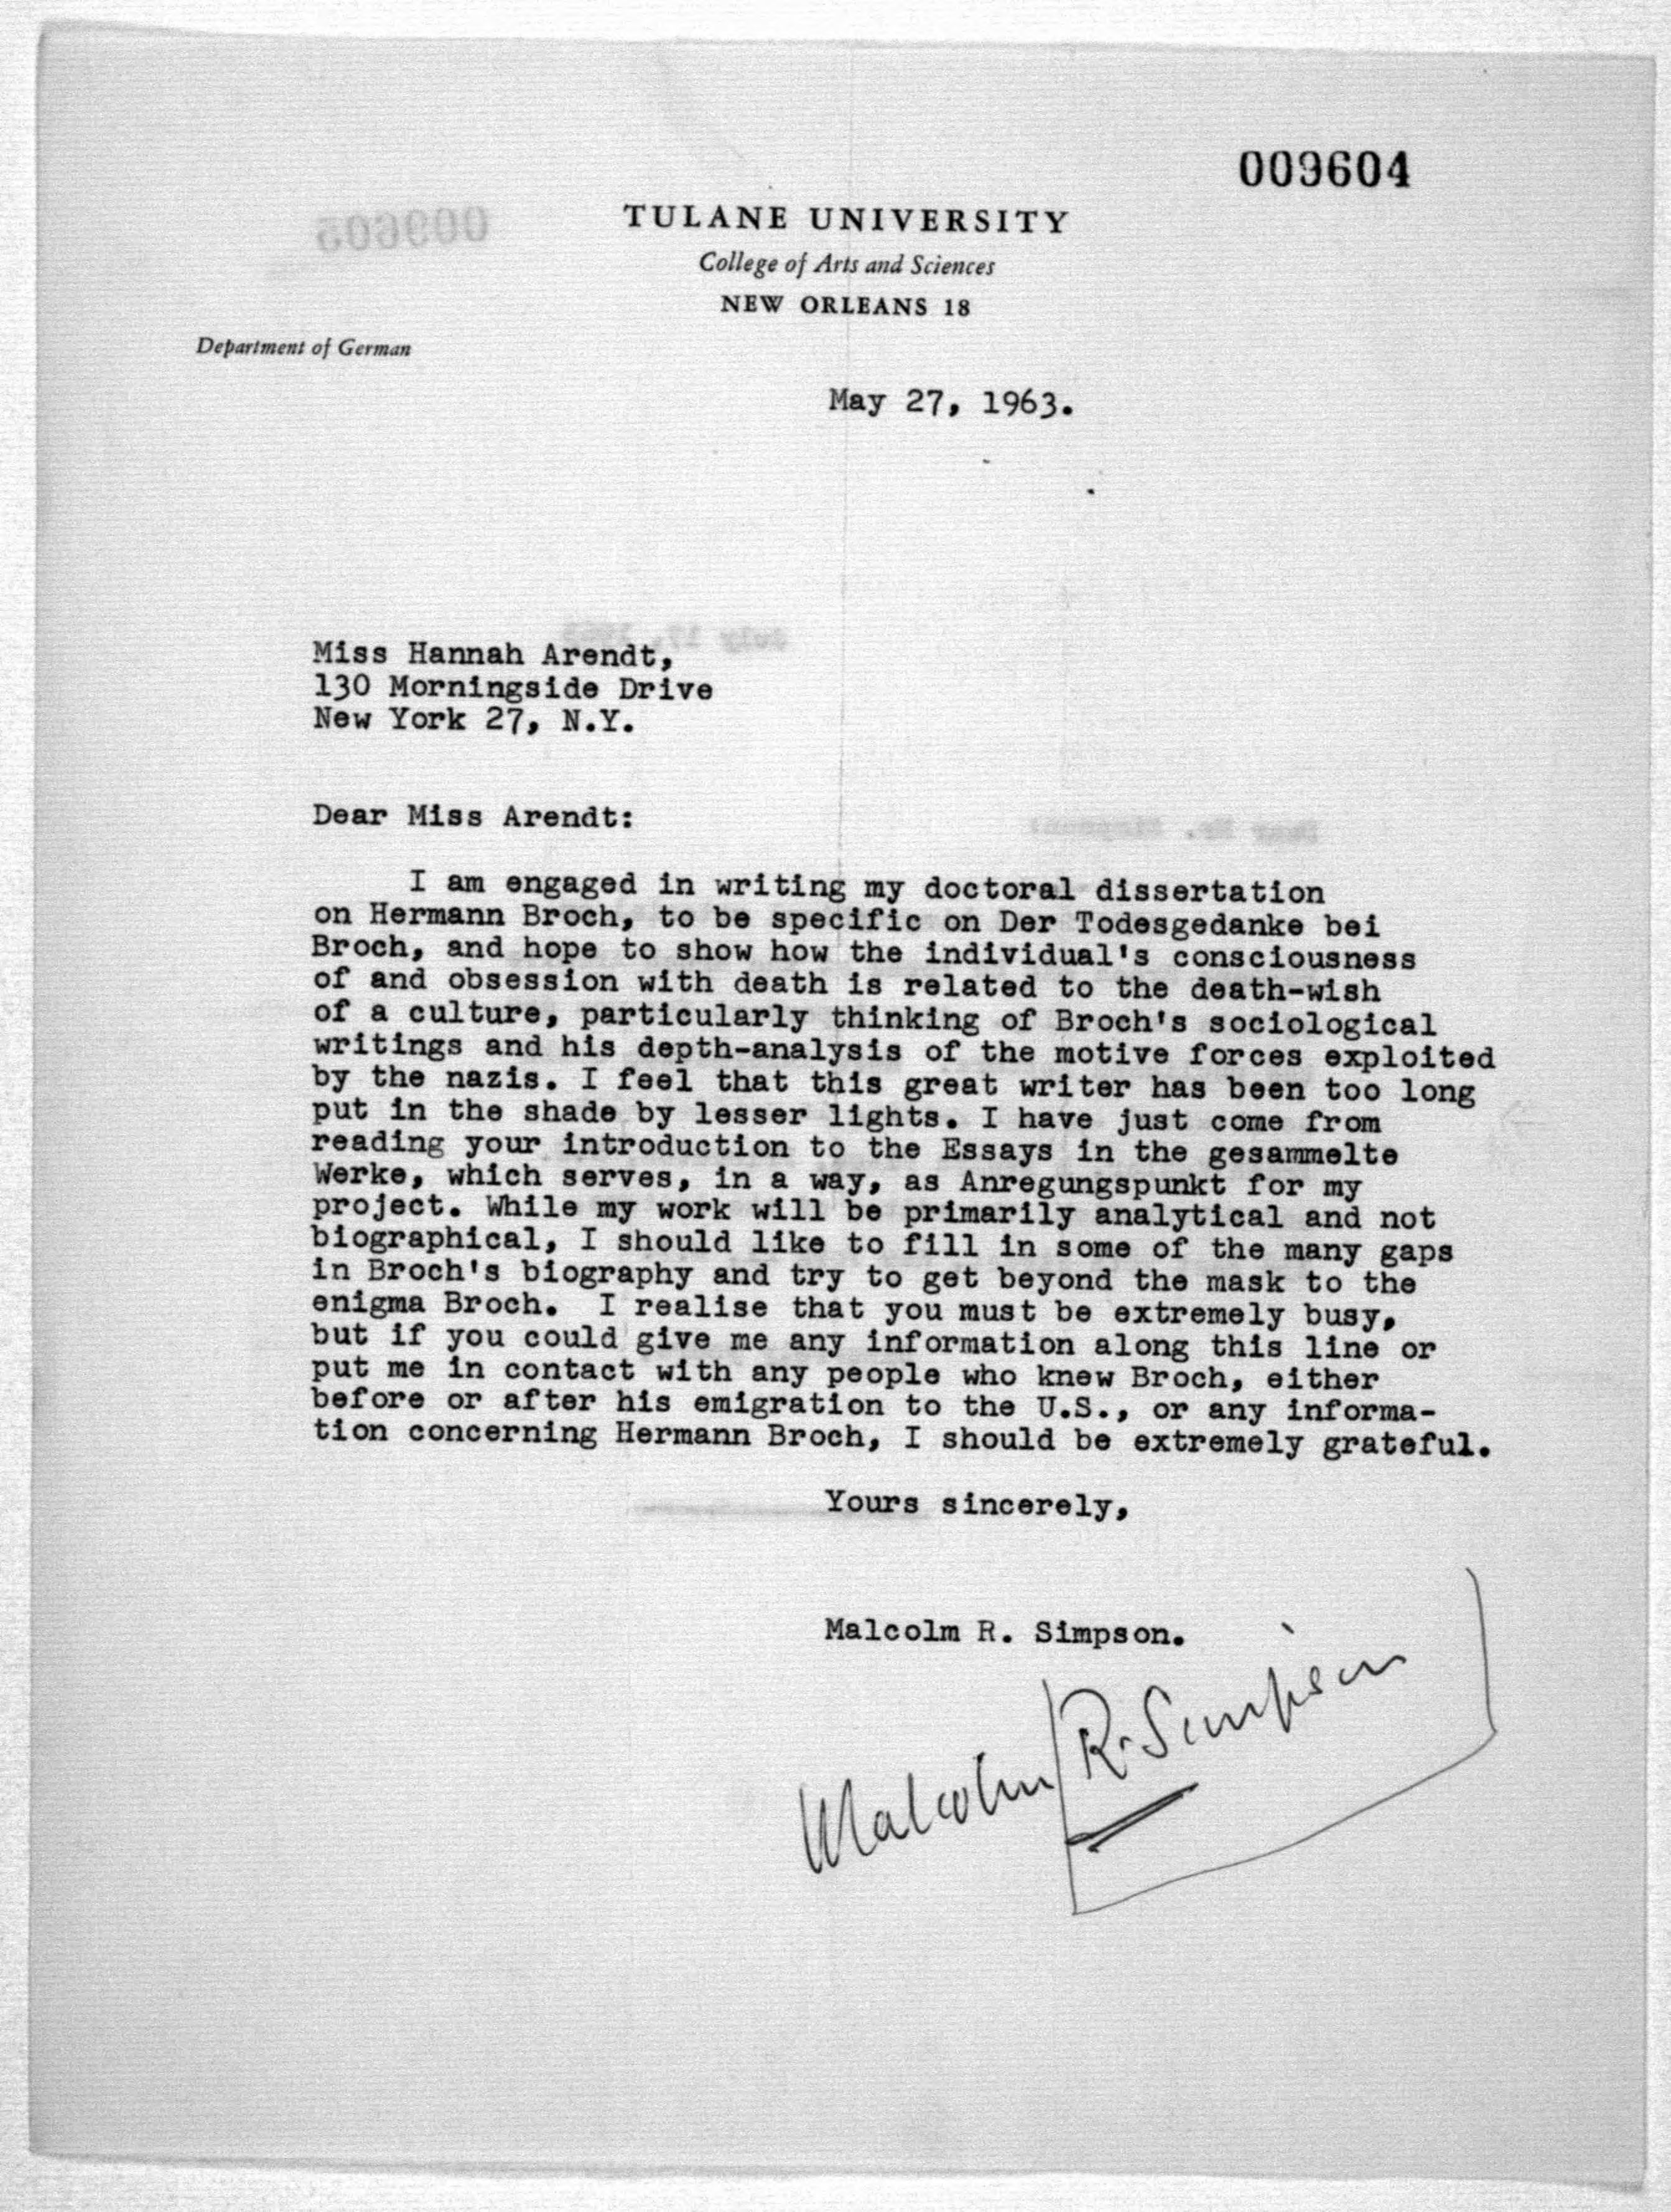 009604
009605
TULANE UNIVERSITY
College of Arts and Sciences
NEW ORLEANS 18
Department of German
May 27, 1963.
July 17, 1963
Miss Hannah Arendt,
130 Morningside Drive
New York 27, N.Y.
Dear Miss Arendt:
Dear Mr. Simpson:
I am engaged in writing my doctoral dissertation
on Hermann Broch, to be specific on Der Todesgedanke bei
Broch, and hope to show how the individual's consciousness
of and obsession with death is related to the death-wish
of a culture, particularly thinking of Broch's sociological
writings and his depth-analysis of the motive forces exploited
by the nazis. I feel that this great writer has been too long
put in the shade by lesser lights. I have just come from
reading your introduction to the Essays in the gesammelte
Werke, which serves, in a way, as Anregungspunkt for my
project. While my work will be primarily analytical and not
biographical, I should like to fill in some of the many gaps
in Broch's biography and try to get beyond the mask to the
enigma Broch. I realise that you must be extremely busy,
but if you could give me any information along this line or
put me in contact with any people who knew Broch, either
before or after his emigration to the U.S., or any informa-
tion concerning Hermann Broch, I should be extremely grateful.
Yours sincerely,
Malcolm R. Simpson.
Malcolm R. Simpson